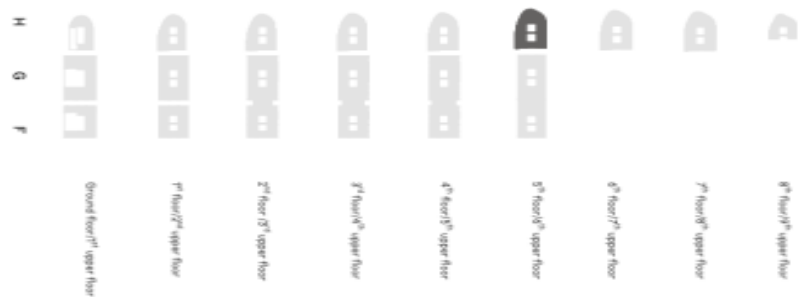 H
G
F
Ground floor/1st upper floor
1st floor/2nd upper floor
2nd floor /3rd upper floor
3rd floor/4th upper floor
4th floor/5th upper floor
5th floor/6th upper floor
6th floor/7th upper floor
7th floor/8th upper floor
8th floor/9th upper floor